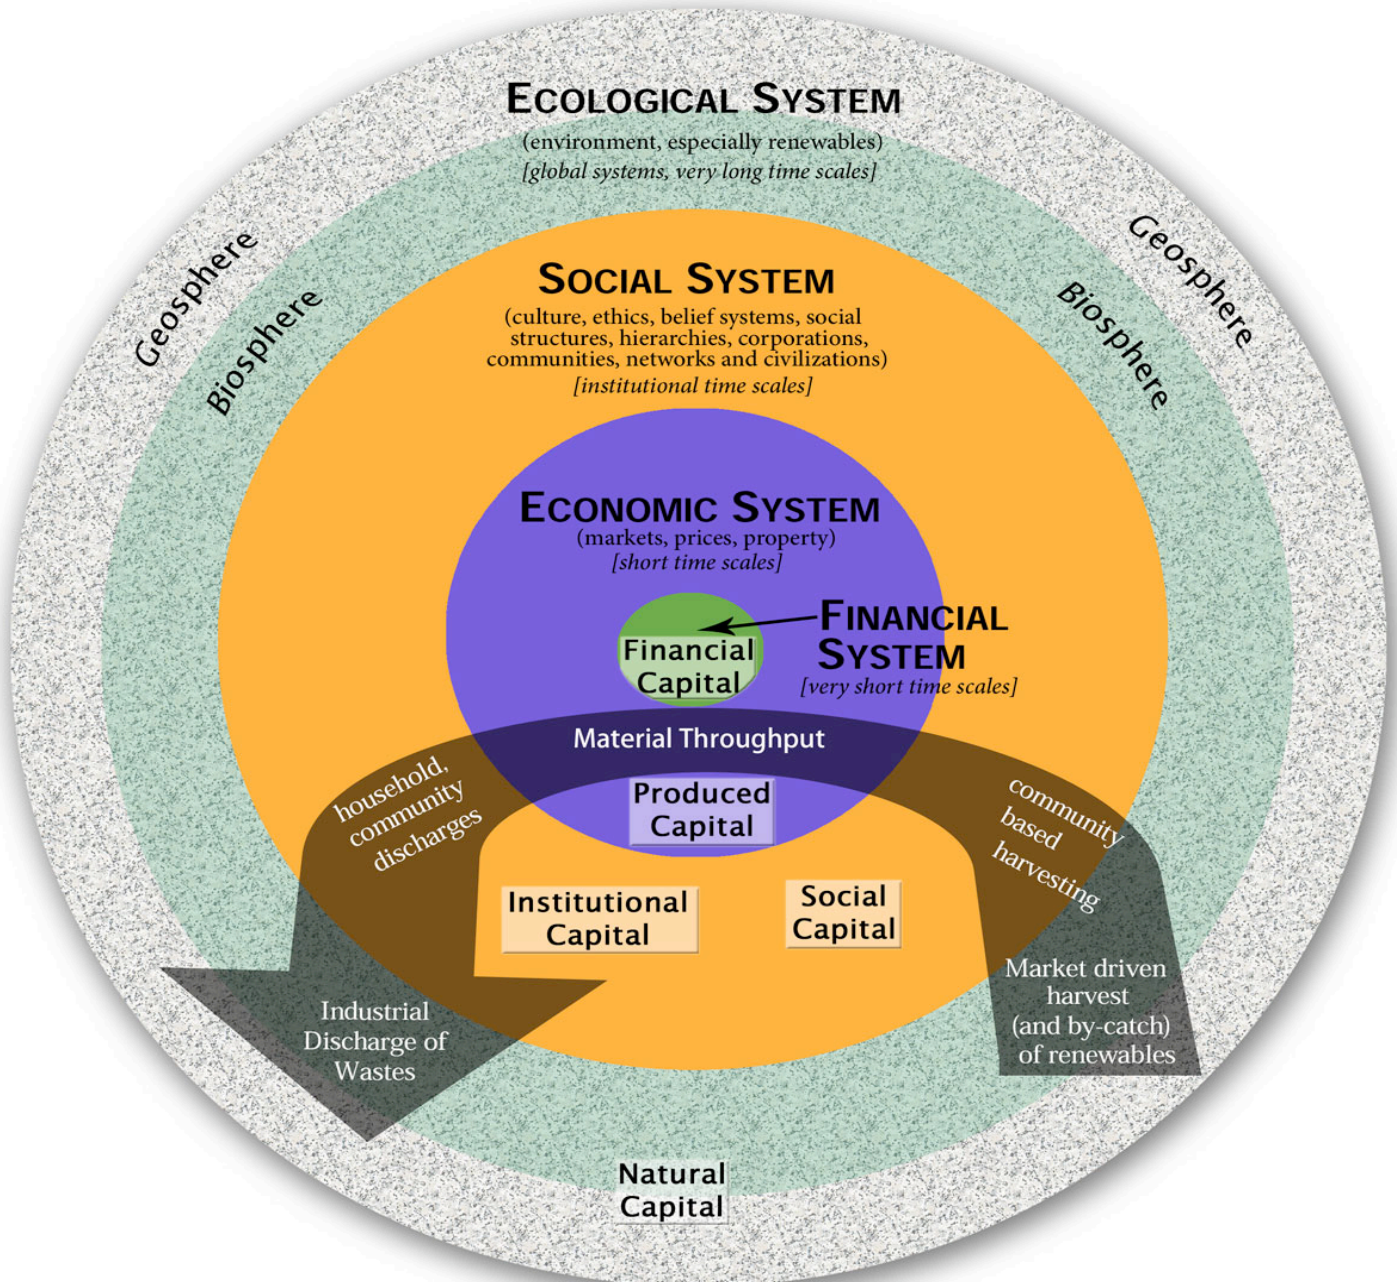 ECOLOGICAL SYSTEM
(environment, especially renewables)
[global systems, very long time scales]
Geosphere
Biosphere
Geosphere
Biosphere
SOCIAL SYSTEM
(culture, ethics, belief systems, social
structures, hierarchies, corporations,
communities, networks and civilizations)
[institutional time scales]
ECONOMIC SYSTEM
(markets, prices, property)
[short time scales]
FINANCIAL
SYSTEM
[very short time scales]
Financial
Capital
Material Throughput
Produced
Capital
household,
community
discharges
community
based
harvesting
Institutional
Capital
Social
Capital
Industrial
Discharge of
Wastes
Market driven
harvest
(and by-catch)
of renewables
Natural
Capital